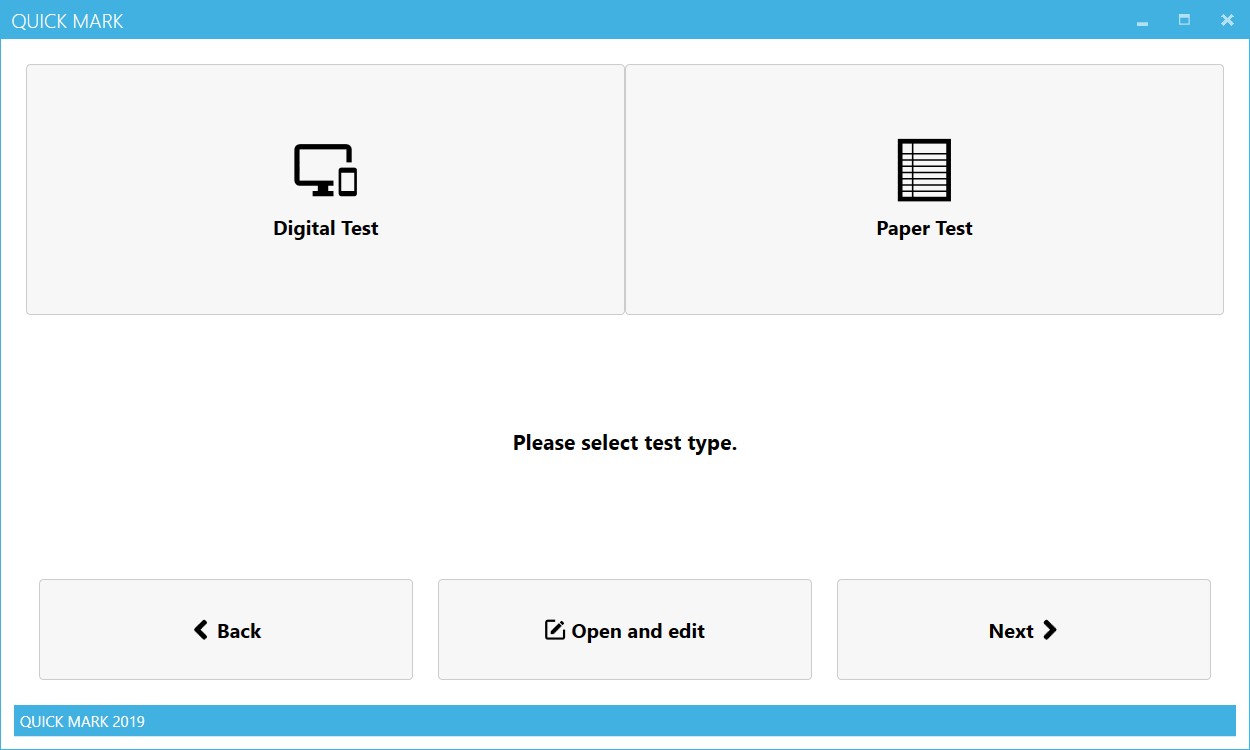 QUICK MARK
Digital Test
Paper Test
Please select test type.
Back
Open and edit
Next
QUICK MARK 2019